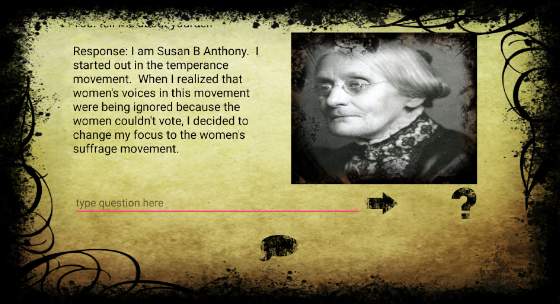 Response: I am Susan B Anthony. I
started out in the temperance
movement. When I realized that
women's voices in this movement
were being ignored because the
women couldn't vote, I decided to
change my focus to the women's
suffrage movement.
type question here
?